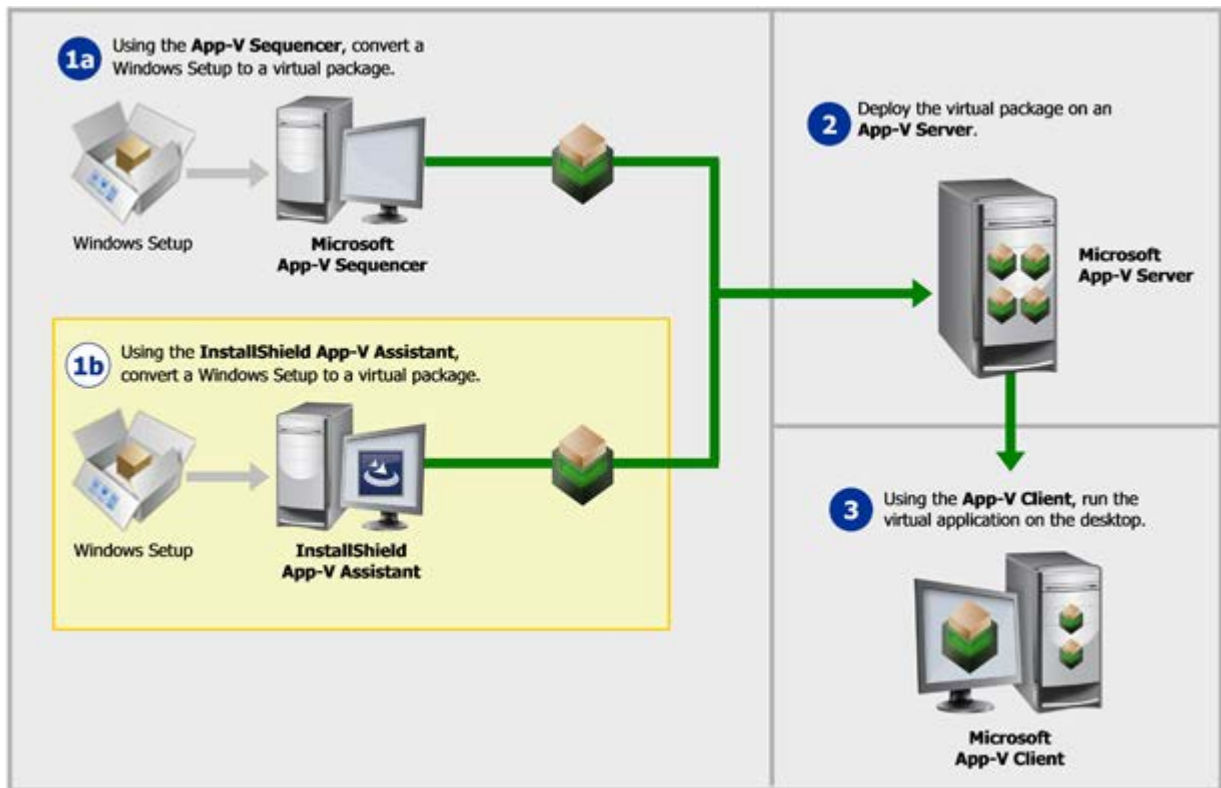 1a
Using the App-V Sequencer, convert a
Windows Setup to a virtual package.
Windows Setup
Microsoft
App-V Sequencer
1b
Using the InstallShield App-V Assistant,
convert a Windows Setup to a virtual package.
Windows Setup
InstallShield
App-V Assistant
2
Deploy the virtual package on an
App-V Server.
Microsoft
App-V Server
3
Using the App-V Client, run the
virtual application on the desktop.
Microsoft
App-V Client